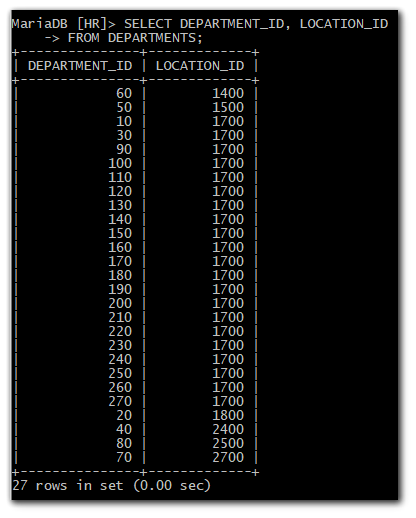 MariaDB [HR]> SELECT DEPARTMENT_ID, LOCATION_ID
    -> FROM DEPARTMENTS;
+---------------+-------------+
| DEPARTMENT_ID | LOCATION_ID |
+---------------+-------------+
|            60 |        1400 |
|            50 |        1500 |
|            10 |        1700 |
|            30 |        1700 |
|            90 |        1700 |
|           100 |        1700 |
|           110 |        1700 |
|           120 |        1700 |
|           130 |        1700 |
|           140 |        1700 |
|           150 |        1700 |
|           160 |        1700 |
|           170 |        1700 |
|           180 |        1700 |
|           190 |        1700 |
|           200 |        1700 |
|           210 |        1700 |
|           220 |        1700 |
|           230 |        1700 |
|           240 |        1700 |
|           250 |        1700 |
|           260 |        1700 |
|           270 |        1700 |
|            20 |        1800 |
|            40 |        2400 |
|            80 |        2500 |
|            70 |        2700 |
+---------------+-------------+
27 rows in set (0.00 sec)